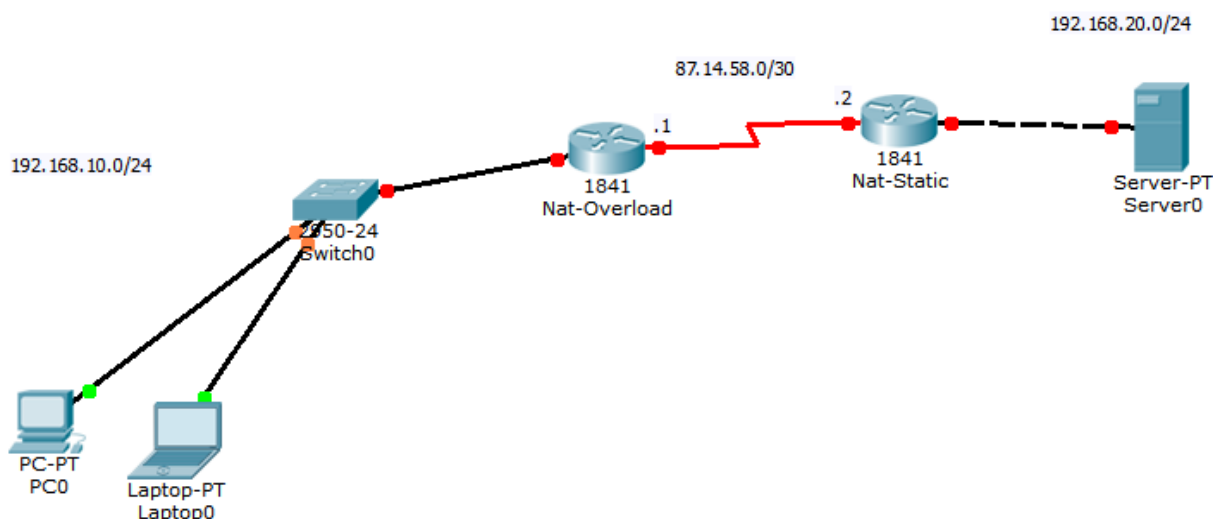 192.168.20.0/24
87.14.58.0/30
.2
.1
1841
Nat-Static
Server-PT
Server0
192.168.10.0/24
1841
Nat-Overload
2950-24
Switch0
PC-PT
PC0
Laptop-PT
Laptop0